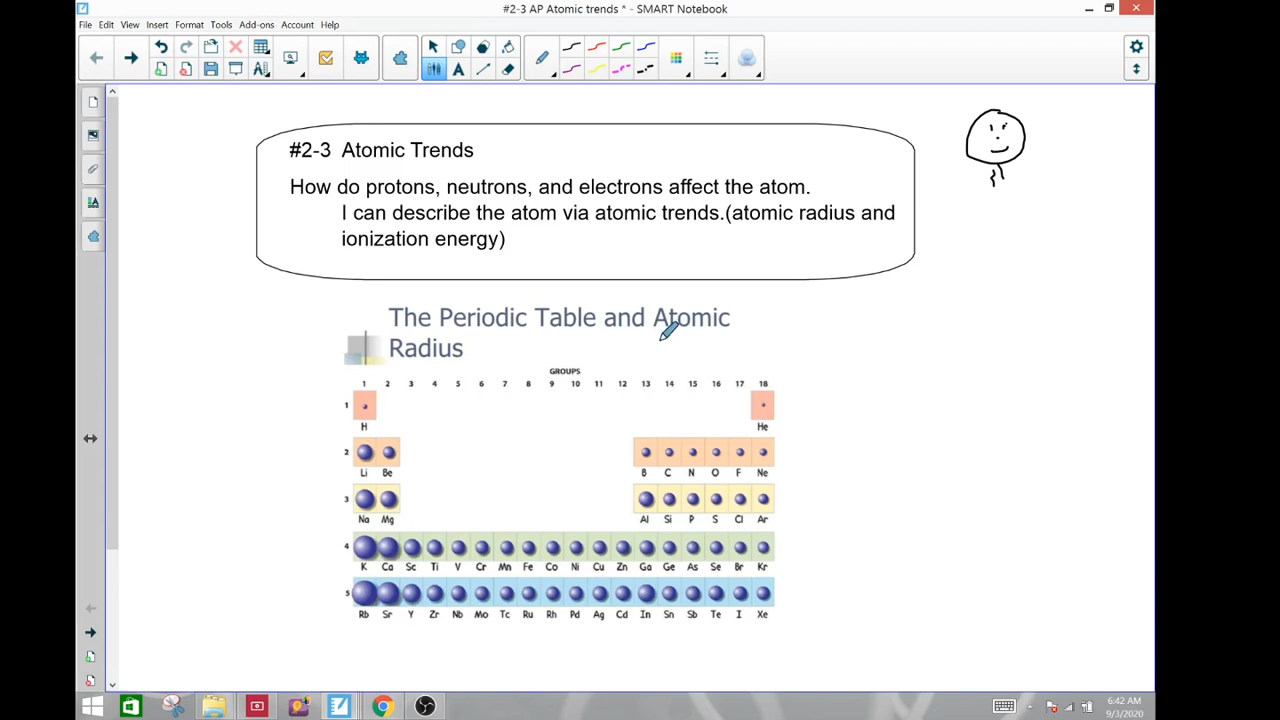 #2-3 AP Atomic trends * - SMART Notebook
File Edit View Insert Format Tools Add-ons Account Help
#2-3 Atomic Trends
How do protons, neutrons, and electrons affect the atom.
I can describe the atom via atomic trends.(atomic radius and
ionization energy)
The Periodic Table and Atomic
Radius
GROUPS
1 2 3 4 5 6 7 8 9 10 11 12 13 14 15 16 17 18
1
H He
2
Li Be B C N O F Ne
3
Na Mg Al Si P S Cl Ar
4
K Ca Sc Ti V Cr Mn Fe Co Ni Cu Zn Ga Ge As Se Br Kr
5
Rb Sr Y Zr Nb Mo Tc Ru Rh Pd Ag Cd In Sn Sb Te I Xe
6:42 AM
9/3/2020